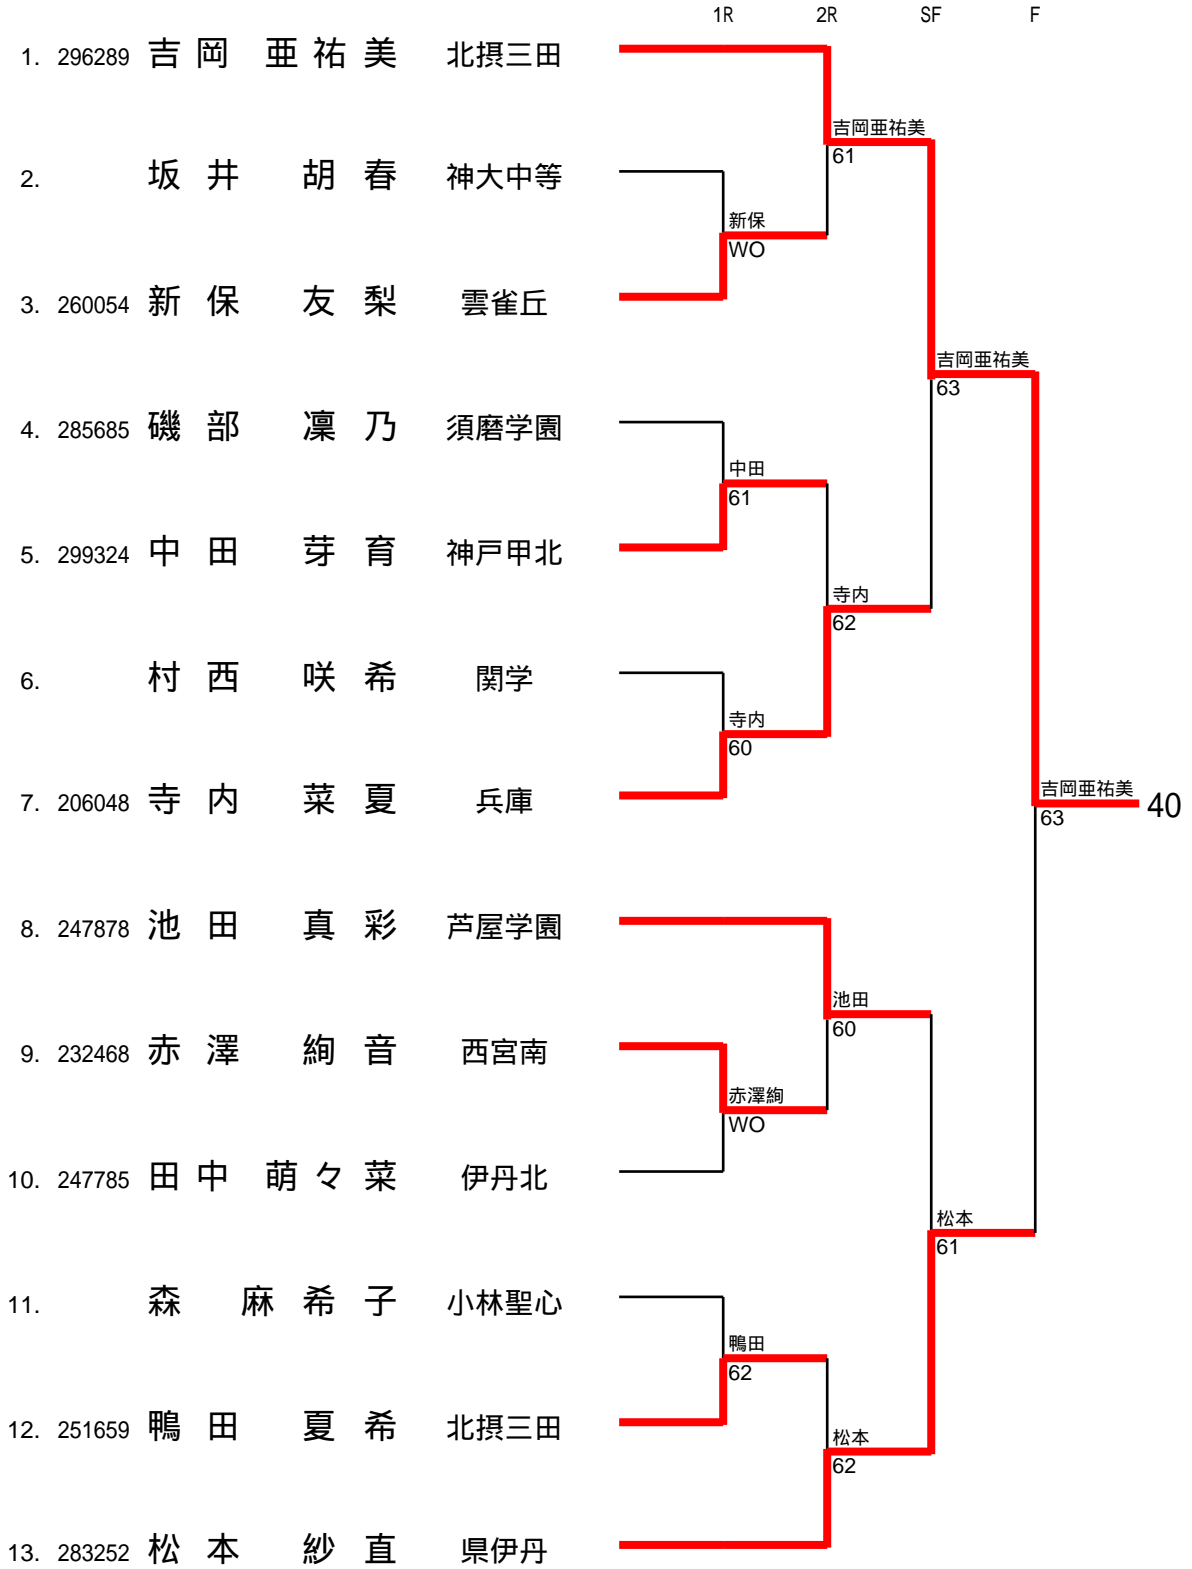 1R 2R SF F
1. 296289 吉岡 亜祐美 北摂三田
吉岡亜祐美
61
2. 坂井 胡春 神大中等
新保
WO
3. 260054 新保 友梨 雲雀丘
吉岡亜祐美
63
4. 285685 磯部 凜乃 須磨学園
中田
61
5. 299324 中田 芽育 神戸甲北
寺内
62
6. 村西 咲希 関学
寺内
60
7. 206048 寺内 菜夏 兵庫
吉岡亜祐美
63
40
8. 247878 池田 真彩 芦屋学園
池田
60
9. 232468 赤澤 絢音 西宮南
赤澤絢
WO
10. 247785 田中 萌々菜 伊丹北
松本
61
11. 森 麻希子 小林聖心
鴨田
62
12. 251659 鴨田 夏希 北摂三田
松本
62
13. 283252 松本 紗直 県伊丹